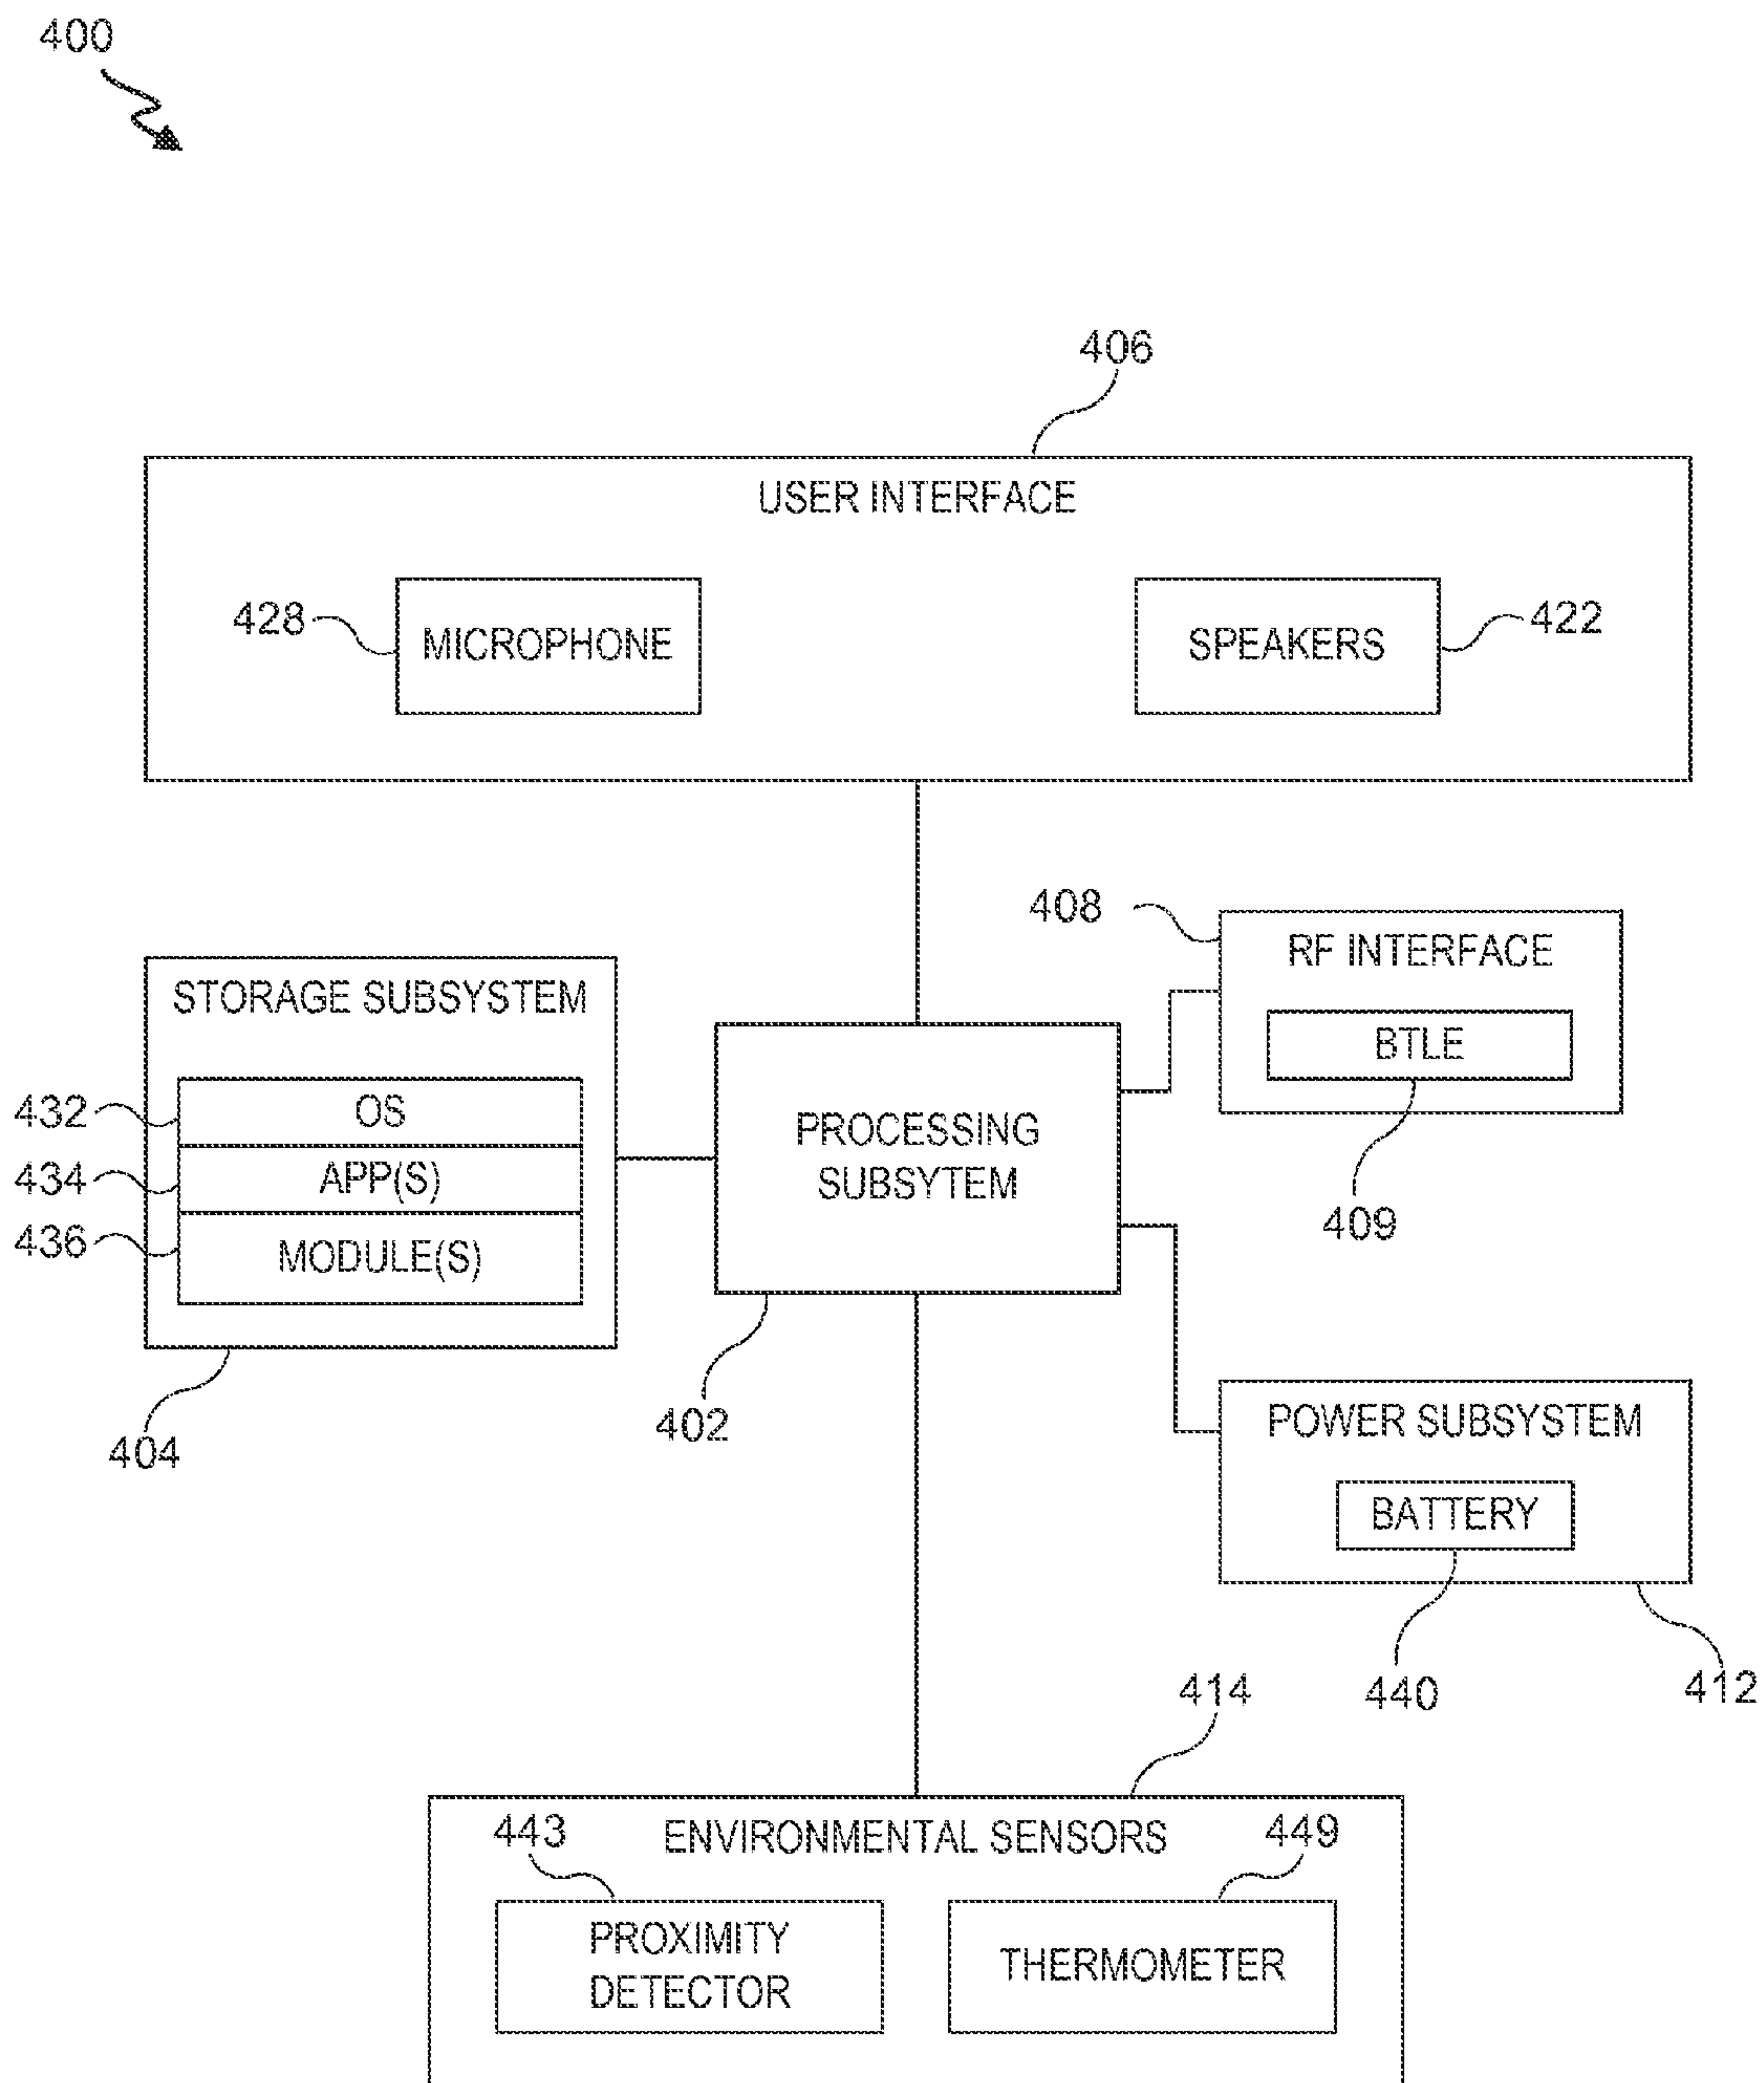 400
406
USER INTERFACE
428
MICROPHONE
SPEAKERS
422
408
RF INTERFACE
BTLE
409
STORAGE SUBSYSTEM
432
OS
434
APP(S)
436
MODULE(S)
404
PROCESSING
SUBSYTEM
402
POWER SUBSYSTEM
BATTERY
440
412
414
443
ENVIRONMENTAL SENSORS
449
PROXIMITY
DETECTOR
THERMOMETER